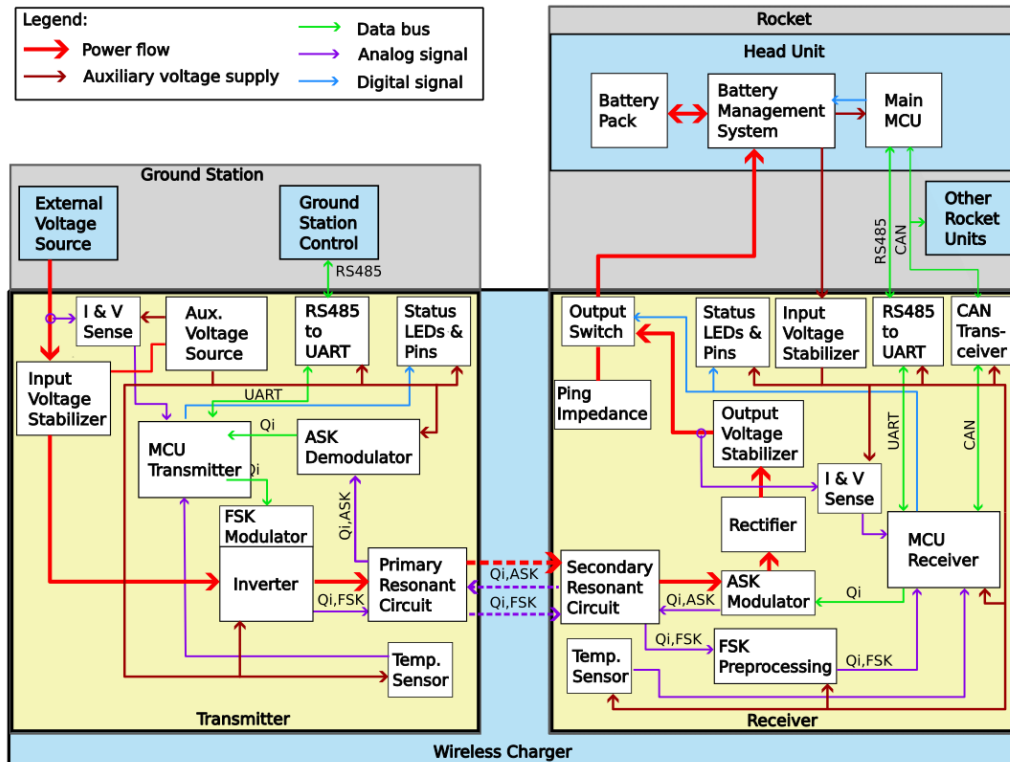 Legend:
Power flow
Auxiliary voltage supply
Data bus
Analog signal
Digital signal
Rocket
Head Unit
Battery
Pack
Battery
Management
System
Main
MCU
Other
Rocket
Units
RS485
CAN
Ground Station
External
Voltage
Source
Ground
Station
Control
RS485
I & V
Sense
Aux.
Voltage
Source
RS485
to
UART
Status
LEDs &
Pins
Input
Voltage
Stabilizer
UART
Qi
MCU
Transmitter
Qi
ASK
Demodulator
Qi,ASK
FSK
Modulator
Inverter
Qi,FSK
Primary
Resonant
Circuit
Temp.
Sensor
Transmitter
Qi,ASK
Qi,FSK
Output
Switch
Status
LEDs &
Pins
Input
Voltage
Stabilizer
RS485
to
UART
CAN
Trans-
ceiver
Ping
Impedance
Output
Voltage
Stabilizer
UART
CAN
I & V
Sense
Rectifier
MCU
Receiver
Secondary
Resonant
Circuit
Qi,ASK
ASK
Modulator
Qi
Qi,FSK
FSK
Preprocessing
Qi,FSK
Temp.
Sensor
Receiver
Wireless Charger